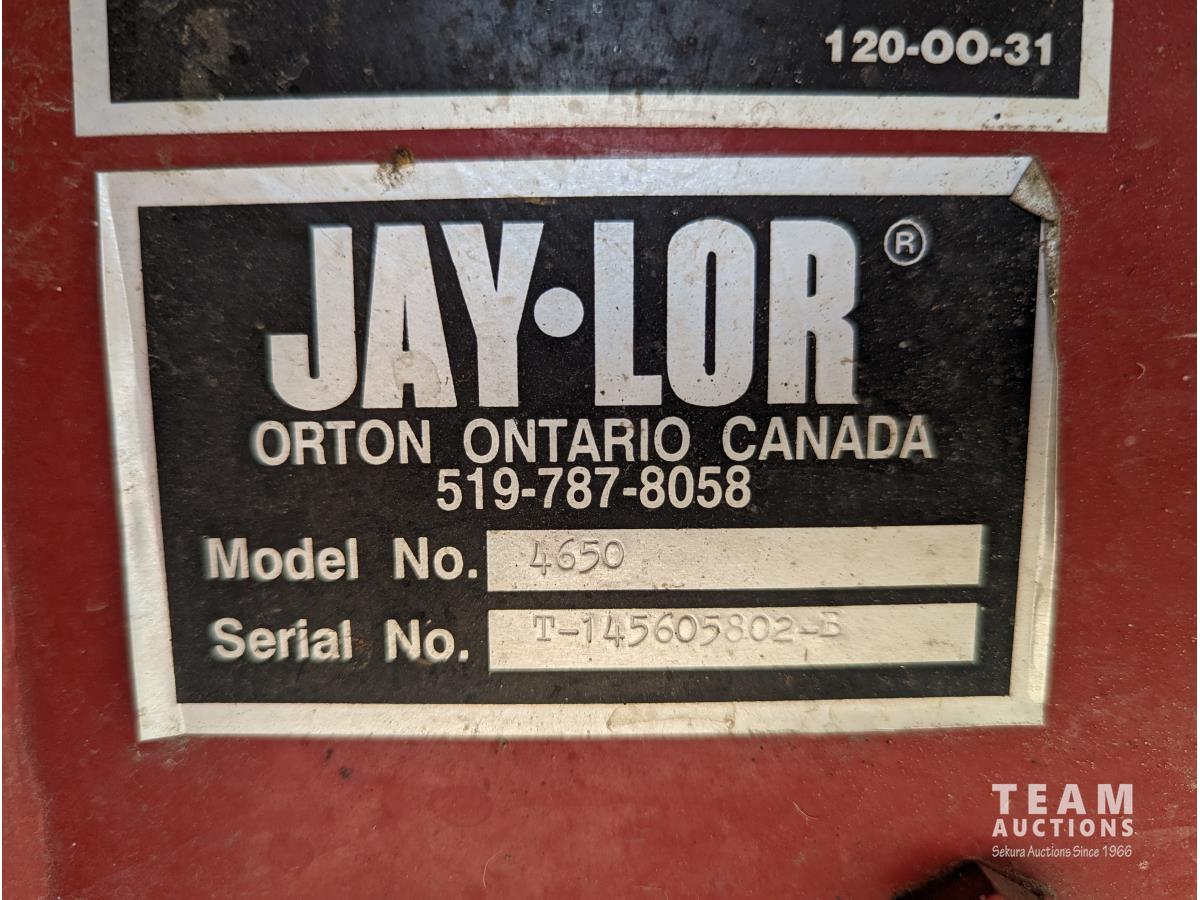 120-00-31
JAY·LOR ®
ORTON ONTARIO CANADA
519-787-8058
Model No. 4650
Serial No. T-145605802-B
TEAM
AUCTIONS
Sekura Auctions Since 1966